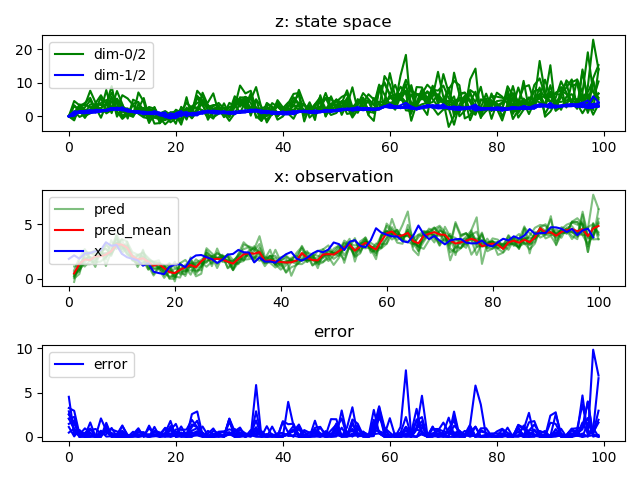 z: state space
20
10
0
dim-0/2
dim-1/2
0 20 40 60 80 100
x: observation
5
0
pred
pred_mean
x
0 20 40 60 80 100
error
10
5
0
error
0 20 40 60 80 100